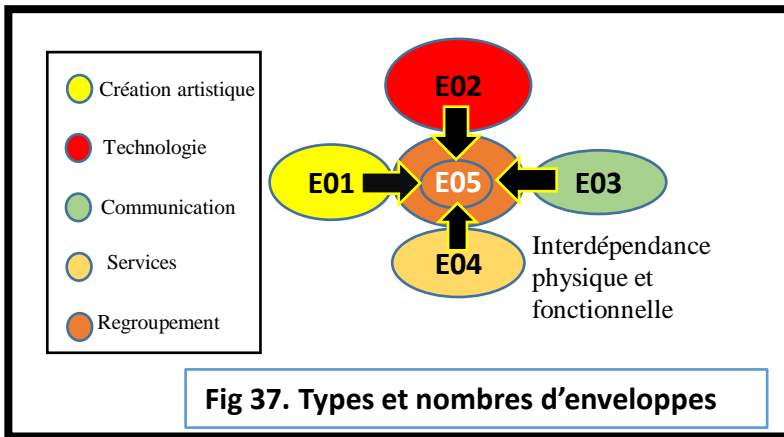 Création artistique
Technologie
Communication
Services
Regroupement
E02
E01
E05
E03
E04
Interdépendance
physique et
fonctionnelle
Fig 37. Types et nombres d’enveloppes